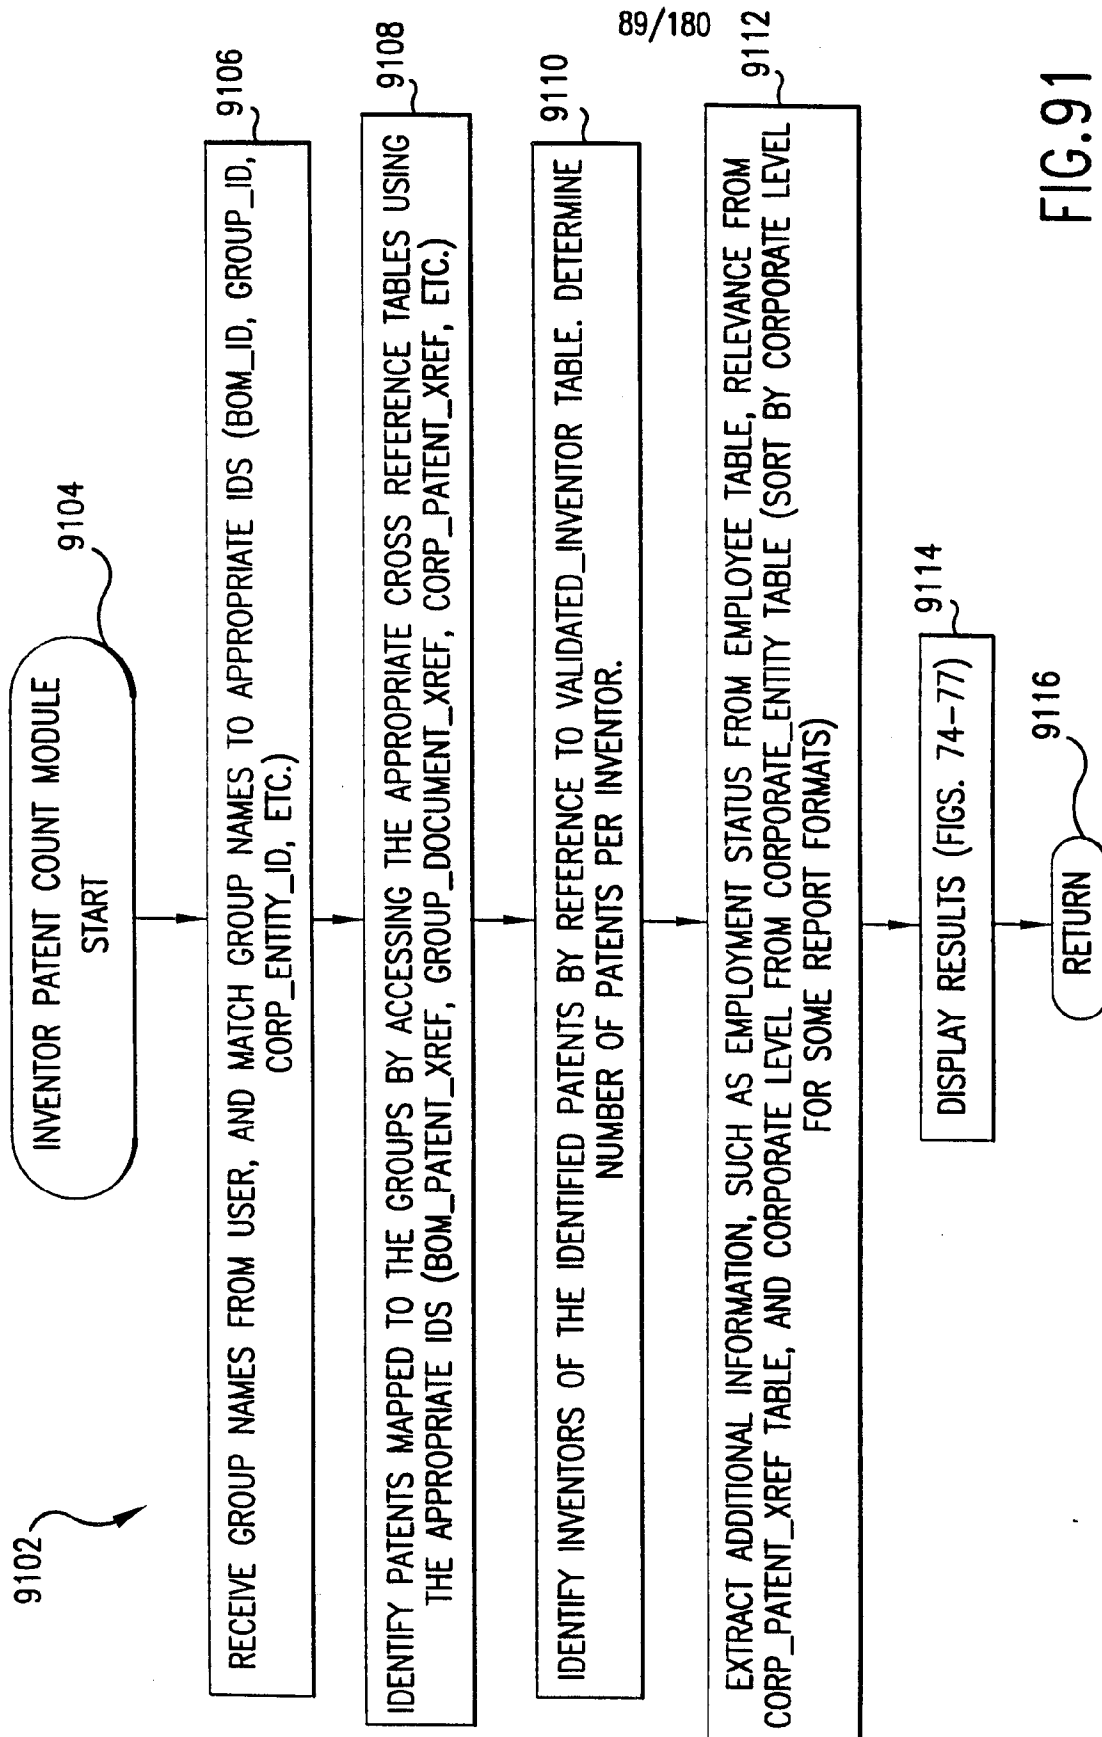 89/180
9102
INVENTOR PATENT COUNT MODULE
START
9104
RECEIVE GROUP NAMES FROM USER, AND MATCH GROUP NAMES TO APPROPRIATE IDS (BOM_ID, GROUP_ID,
CORP_ENTITY_ID, ETC.)
9106
IDENTIFY PATENTS MAPPED TO THE GROUPS BY ACCESSING THE APPROPRIATE CROSS REFERENCE TABLES USING
THE APPROPRIATE IDS (BOM_PATENT_XREF, GROUP_DOCUMENT_XREF, CORP_PATENT_XREF, ETC.)
9108
IDENTIFY INVENTORS OF THE IDENTIFIED PATENTS BY REFERENCE TO VALIDATED_INVENTOR TABLE. DETERMINE
NUMBER OF PATENTS PER INVENTOR.
9110
EXTRACT ADDITIONAL INFORMATION, SUCH AS EMPLOYMENT STATUS FROM EMPLOYEE TABLE, RELEVANCE FROM
CORP_PATENT_XREF TABLE, AND CORPORATE LEVEL FROM CORPORATE_ENTITY TABLE (SORT BY CORPORATE LEVEL
FOR SOME REPORT FORMATS)
9112
DISPLAY RESULTS (FIGS. 74-77)
9114
RETURN
9116
FIG.91